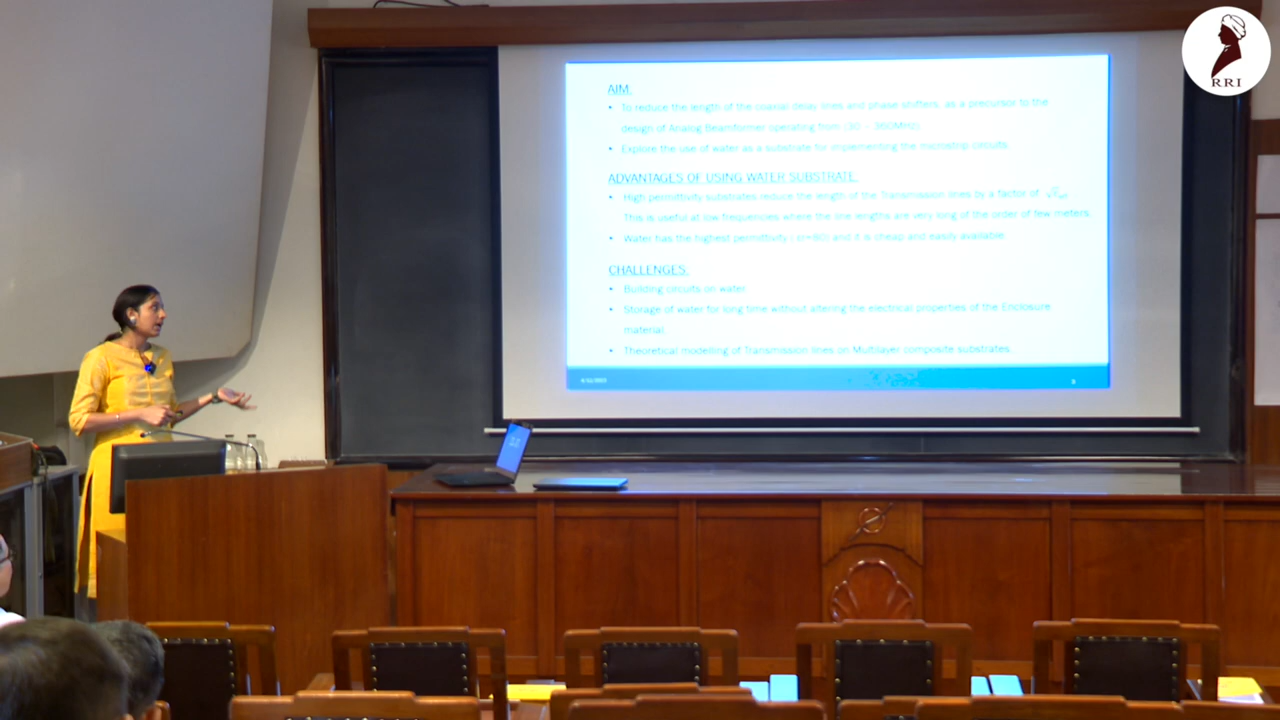 RRI
AIM:
• To reduce the length of the coaxial delay lines and phase shifters, as a precursor to the
design of Analog Beamformer operating from (30 – 360MHz)
• Explore the use of water as a substrate for implementing the microstrip circuits
ADVANTAGES OF USING WATER SUBSTRATE:
• High permittivity substrates reduce the length of the Transmission lines by a factor of
This is useful at low frequencies where the line lengths are very long of the order of few meters.
• Water has the highest permittivity ( εr=80) and it is cheap and easily available.
CHALLENGES:
• Building circuits on water.
• Storage of water for long time without altering the electrical properties of the Enclosure
material.
• Theoretical modelling of Transmission lines on Multilayer composite substrates.